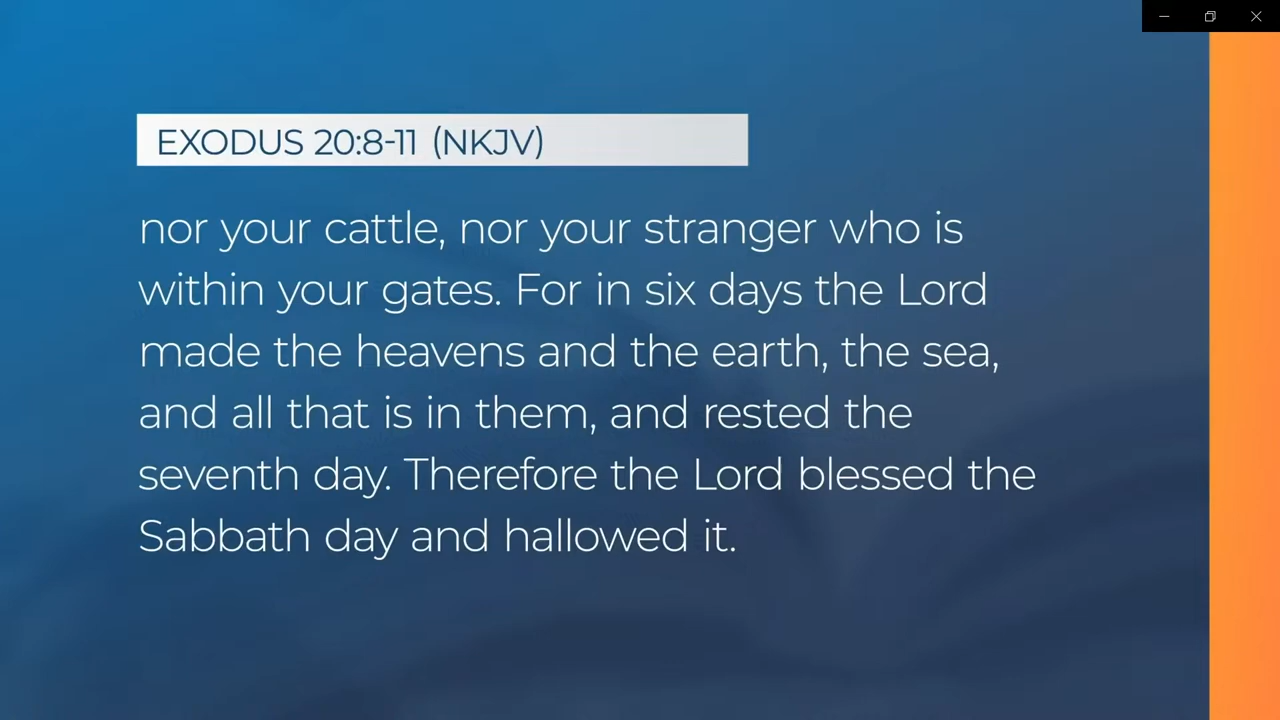 EXODUS 20:8-11 (NKJV)
nor your cattle, nor your stranger who is
within your gates. For in six days the Lord
made the heavens and the earth, the sea,
and all that is in them, and rested the
seventh day. Therefore the Lord blessed the
Sabbath day and hallowed it.